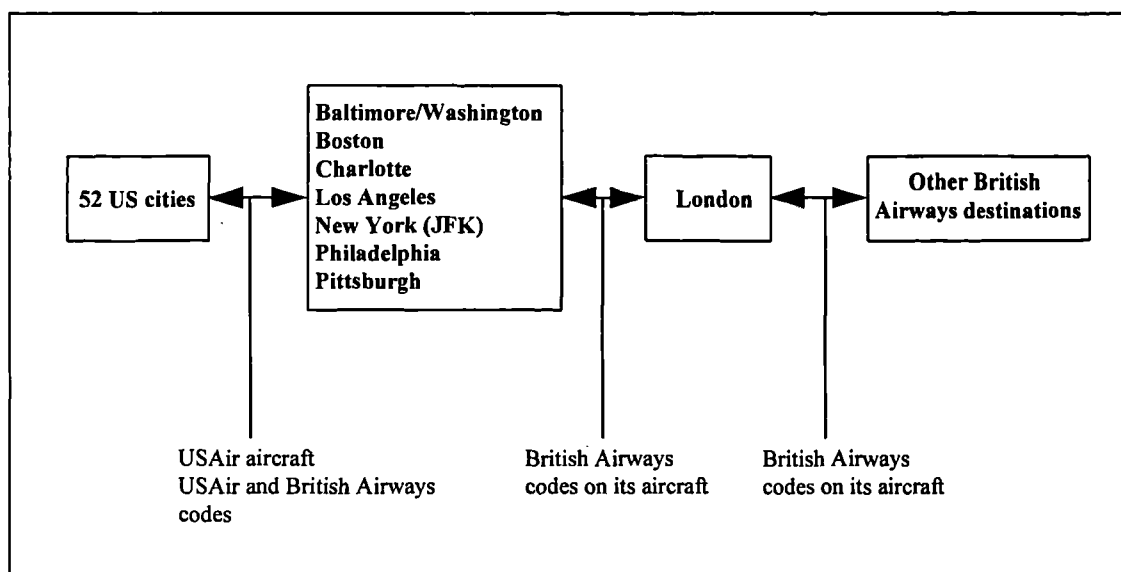 52 US cities
Baltimore/Washington
Boston
Charlotte
Los Angeles
New York (JFK)
Philadelphia
Pittsburgh
London
Other British
Airways destinations
USAir aircraft
USAir and British Airways
codes
British Airways
codes on its aircraft
British Airways
codes on its aircraft